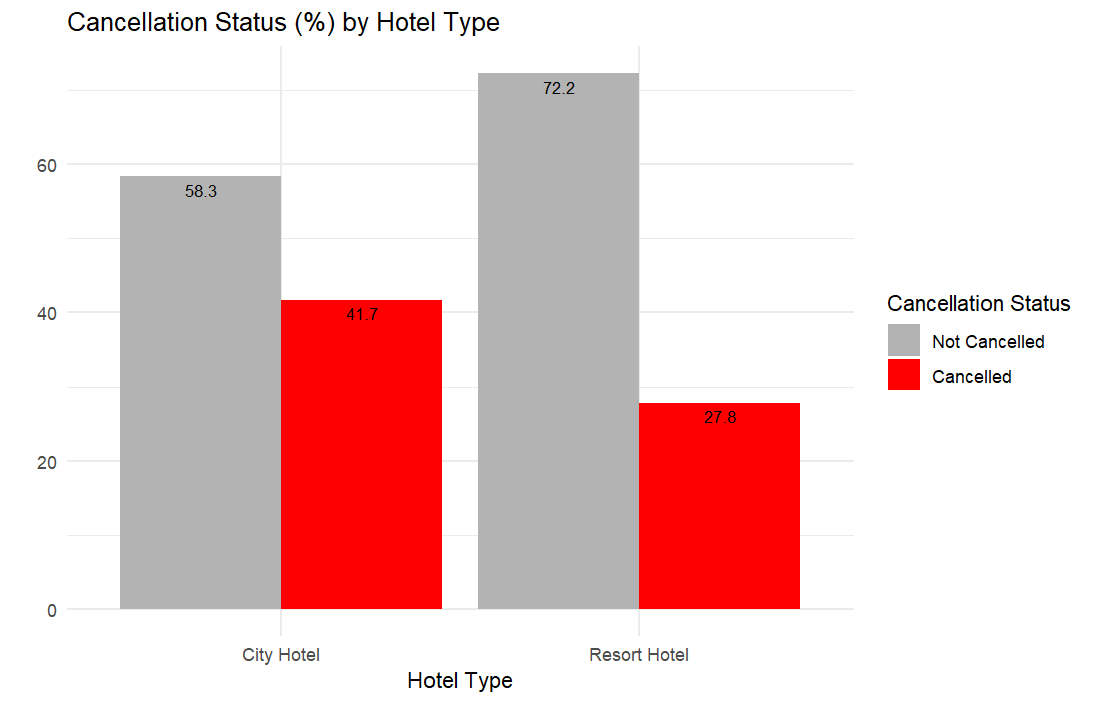 Cancellation Status (%) by Hotel Type
72.2
60
58.3
Cancellation Status
40
41.7
Not Cancelled
Cancelled
27.8
20
0
City Hotel
Resort Hotel
Hotel Type